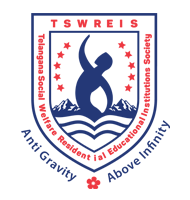 TSWREIS
Telangana Social Welfare Residential Educational Institutions Society
Anti Gravity
Above Infinity